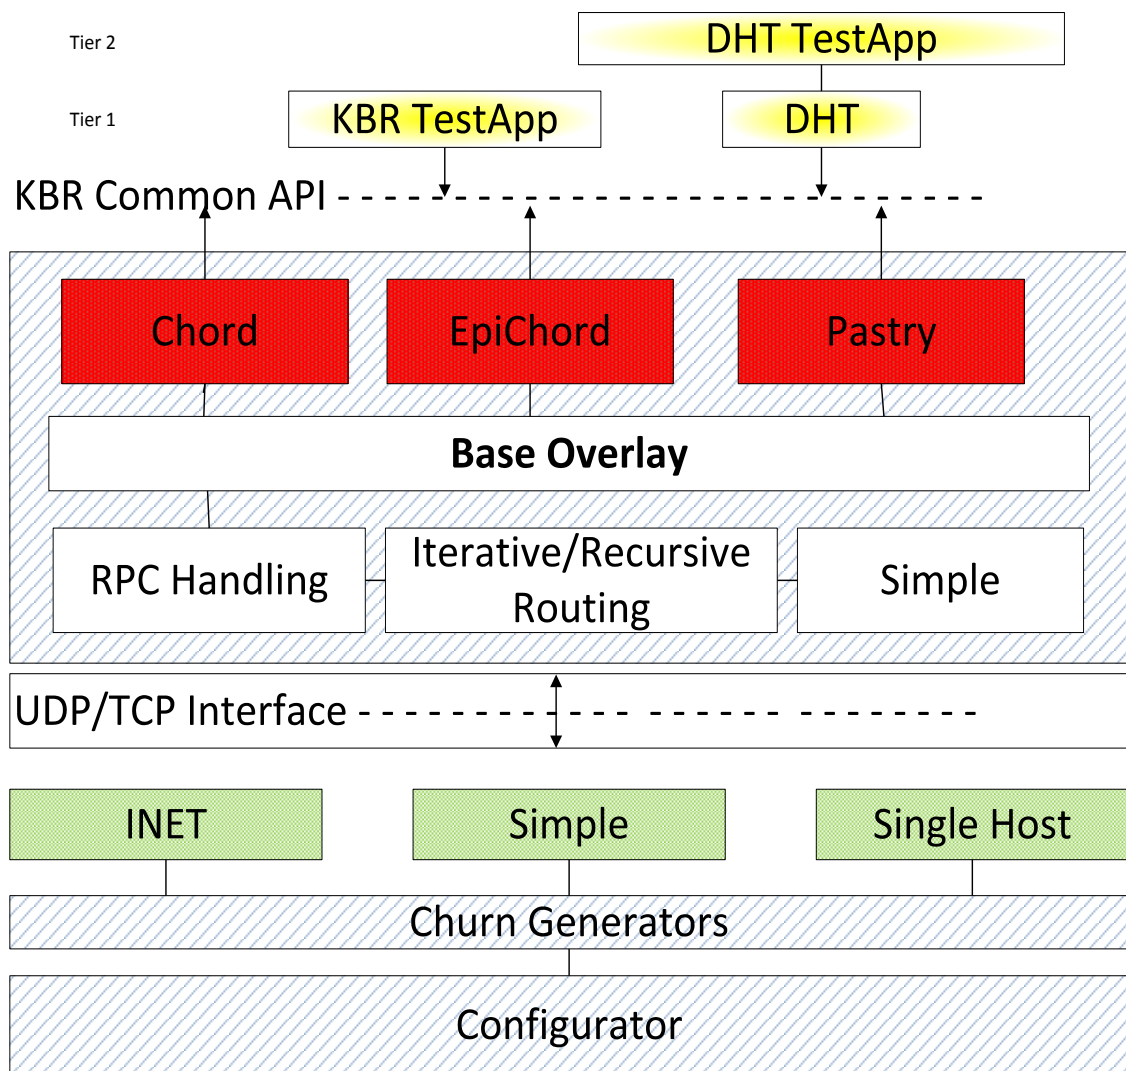 Tier 2
DHT TestApp
Tier 1
KBR TestApp
DHT
KBR Common API
Chord
EpiChord
Pastry
Base Overlay
RPC Handling
Iterative/Recursive
Routing
Simple
UDP/TCP Interface
INET
Simple
Single Host
Churn Generators
Configurator